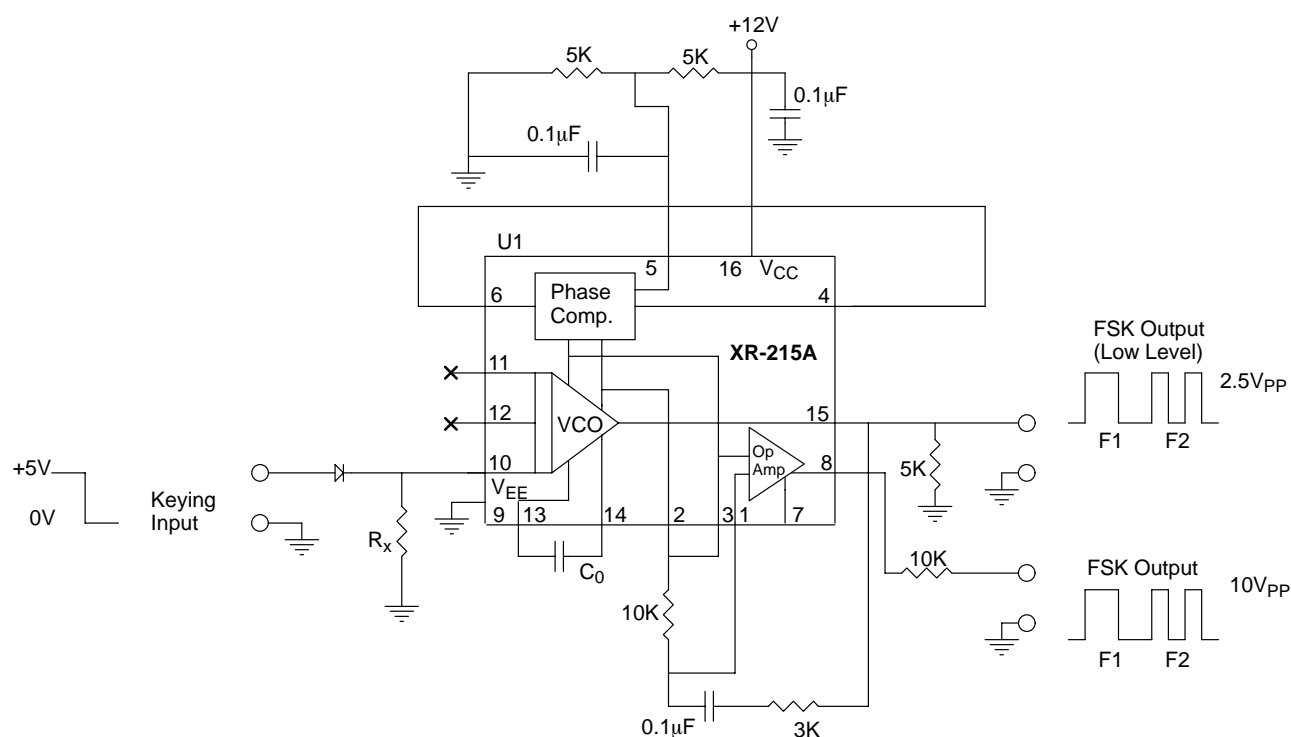 +12V
5K
5K
0.1μF
0.1μF
U1
5
16
VCC
6
Phase
Comp.
4
XR-215A
FSK Output
(Low Level)
2.5VPP
11
12
VCO
15
F1
F2
Op
Amp
8
5K
+5V
0V
Keying
Input
10
VEE
9
13
14
2
3
1
7
Rx
C0
10K
10K
FSK Output
10VPP
F1
F2
0.1μF
3K